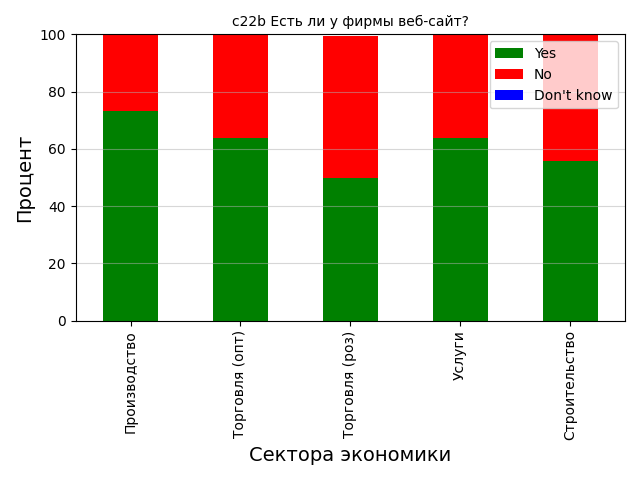 c22b Есть ли у фирмы веб-сайт?
100
80
60
40
20
0
Процент
Yes
No
Don't know
Производство
Торговля (опт)
Торговля (роз)
Услуги
Строительство
Сектора экономики